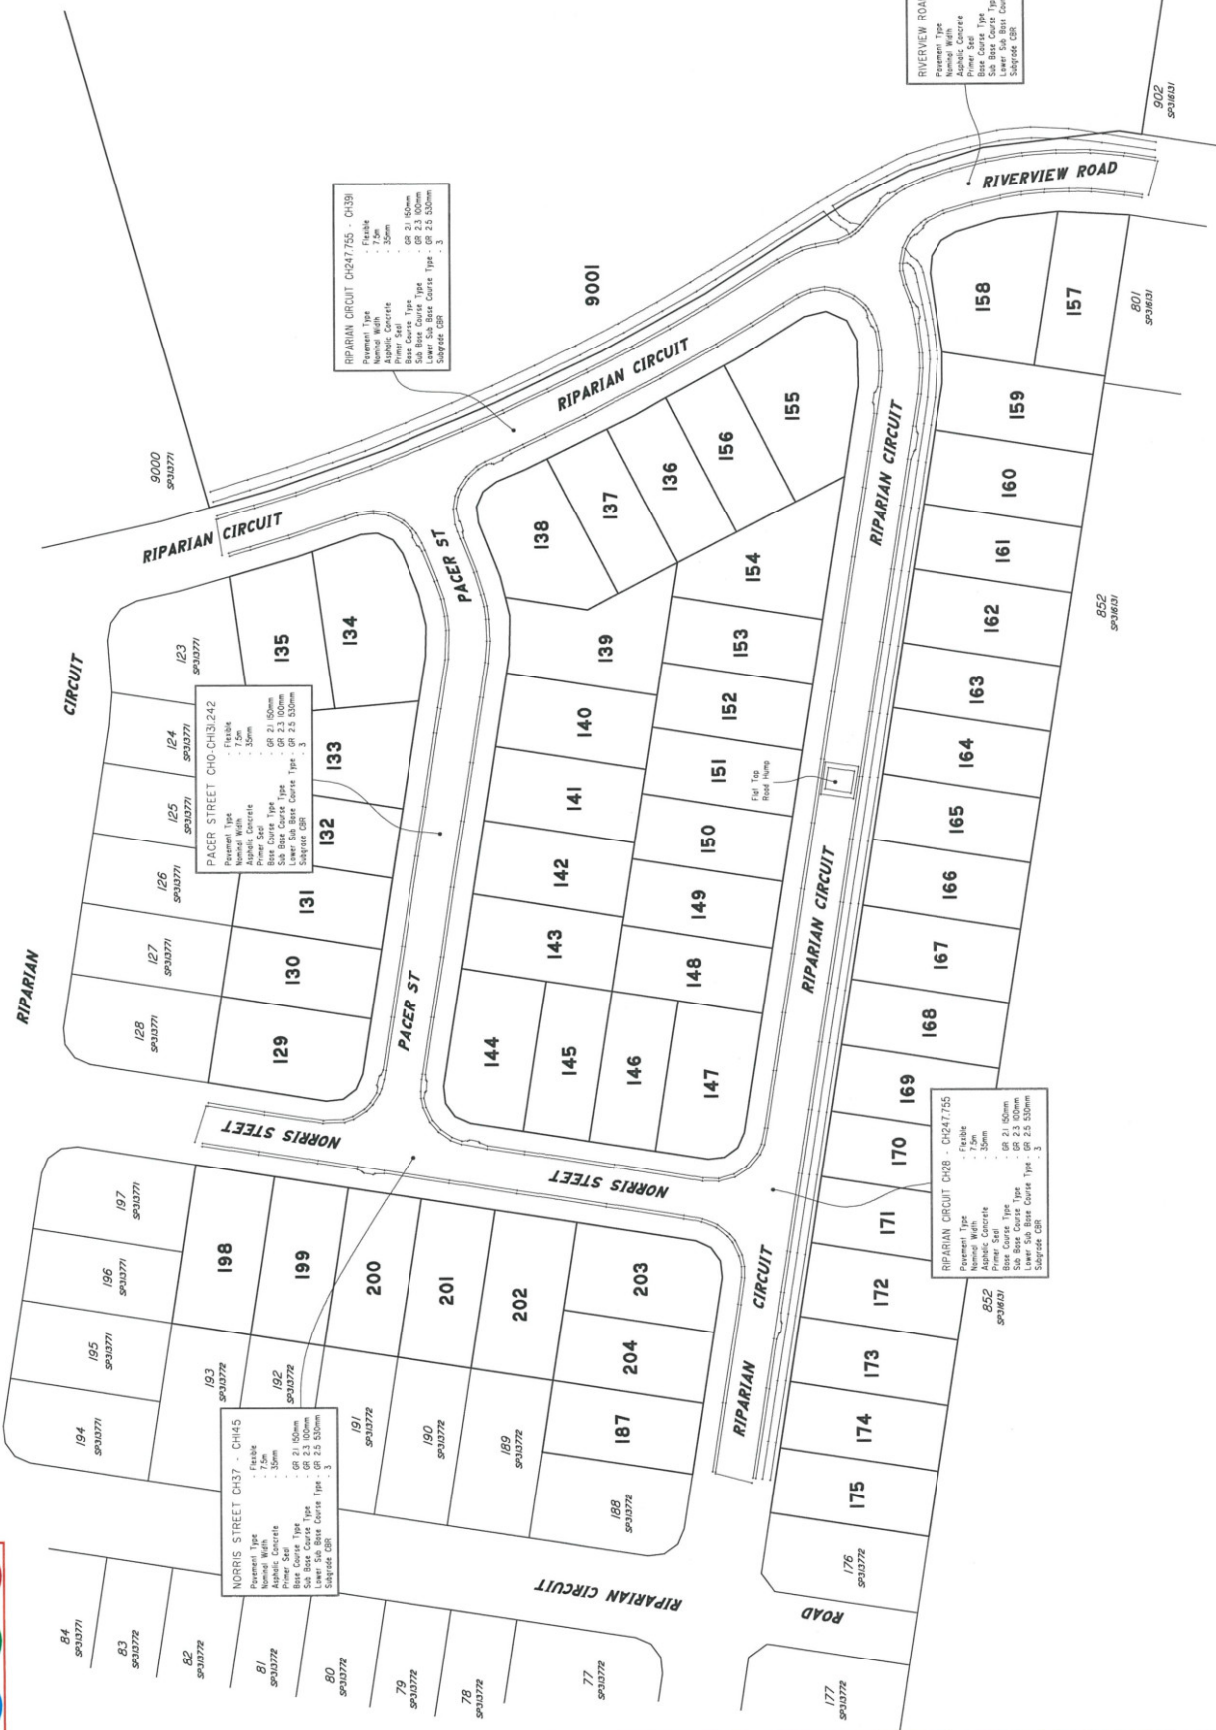 RIVERVIEW ROA
Pavement Type
Nominal Width
Asphalic Concrete
Primer Seal
Base Course Type
Sub Base Course Typ
Lower Sub Base Cour
Subgrade CBR
902
SP316131
RIVERVIEW ROAD
RIPARIAN CIRCUIT CH247.755 - CH391
Pavement Type - Flexible
Nominal Width - 7.5m
Asphalic Concrete - 35mm
Primer Seal -
Base Course Type - GR 2.1 150mm
Sub Base Course Type - GR 2.3 100mm
Lower Sub Base Course Type - GR 2.5 530mm
Subgrade CBR - 3
9001
158
157
801
SP316131
RIPARIAN CIRCUIT
155
156
136
137
138
RIPARIAN CIRCUIT
159
160
161
162
163
164
165
166
167
168
169
170
171
172
173
174
175
852
SP316131
9000
SP313771
RIPARIAN CIRCUIT
PACER ST
154
153
152
151
150
149
148
139
140
141
142
143
144
145
146
147
Flat Top
Road Hump
RIPARIAN CIRCUIT
CIRCUIT
123
SP313771
124
SP313771
125
SP313771
126
SP313771
127
SP313771
128
SP313771
135
134
133
132
131
130
129
PACER STREET CH0-CH131.242
Pavement Type - Flexible
Nominal Width - 7.5m
Asphalic Concrete - 35mm
Primer Seal -
Base Course Type - GR 2.1 150mm
Sub Base Course Type - GR 2.3 100mm
Lower Sub Base Course Type - GR 2.5 530mm
Subgrade CBR - 3
RIPARIAN
PACER ST
NORRIS STEET
NORRIS STEET
RIPARIAN CIRCUIT CH28 - CH247.755
Pavement Type - Flexible
Nominal Width - 7.5m
Asphalic Concrete - 35mm
Primer Seal -
Base Course Type - GR 2.1 150mm
Sub Base Course Type - GR 2.3 100mm
Lower Sub Base Course Type - GR 2.5 530mm
Subgrade CBR - 3
852
SP316131
197
SP313771
196
SP313771
195
SP313771
194
SP313771
198
199
200
201
202
203
204
187
193
SP313772
192
SP313772
191
SP313772
190
SP313772
189
SP313772
188
SP313772
RIPARIAN CIRCUIT
NORRIS STREET CH37 - CH145
Pavement Type - Flexible
Nominal Width - 7.5m
Asphalic Concrete - 35mm
Primer Seal -
Base Course Type - GR 2.1 150mm
Sub Base Course Type - GR 2.3 100mm
Lower Sub Base Course Type - GR 2.5 530mm
Subgrade CBR - 3
176
SP313772
RIPARIAN CIRCUIT
ROAD
84
SP313771
83
SP313772
82
SP313772
81
SP313772
80
SP313772
79
SP313772
78
SP313772
77
SP313772
177
SP313772